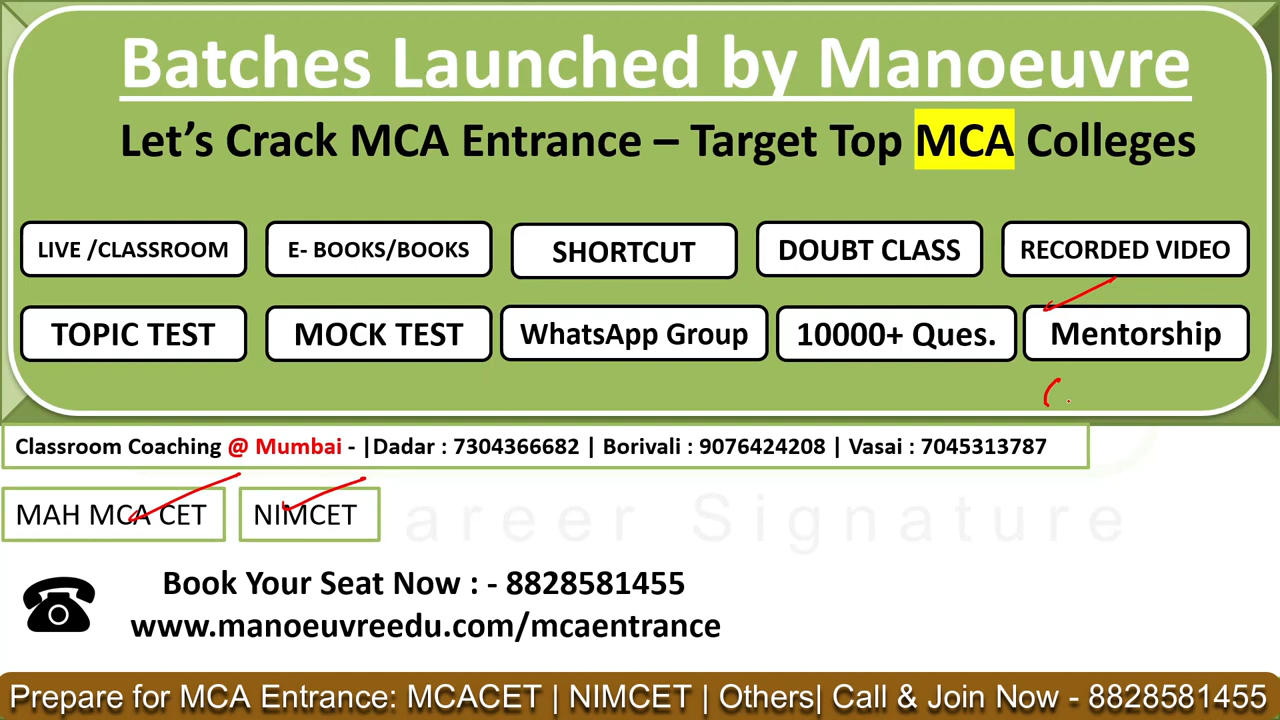 Batches Launched by Manoeuvre
Let’s Crack MCA Entrance – Target Top MCA Colleges
LIVE /CLASSROOM
E- BOOKS/BOOKS
SHORTCUT
DOUBT CLASS
RECORDED VIDEO
TOPIC TEST
MOCK TEST
WhatsApp Group
10000+ Ques.
Mentorship
Classroom Coaching @ Mumbai - |Dadar : 7304366682 | Borivali : 9076424208 | Vasai : 7045313787
MAH MCA CET
NIMCET
areer Signature
Book Your Seat Now : - 8828581455
www.manoeuvreedu.com/mcaentrance
Prepare for MCA Entrance: MCACET | NIMCET | Others| Call & Join Now - 8828581455